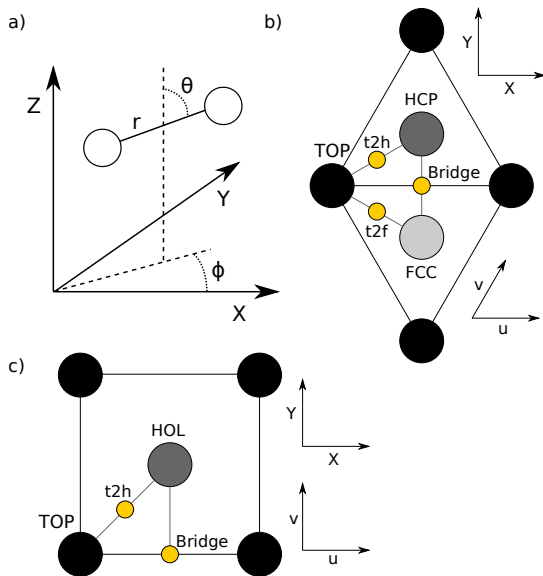 a)
Z
θ
r
Y
ϕ
X
b)
Y
X
HCP
TOP
t2h
Bridge
t2f
FCC
v
u
c)
Y
X
HOL
t2h
TOP
Bridge
v
u